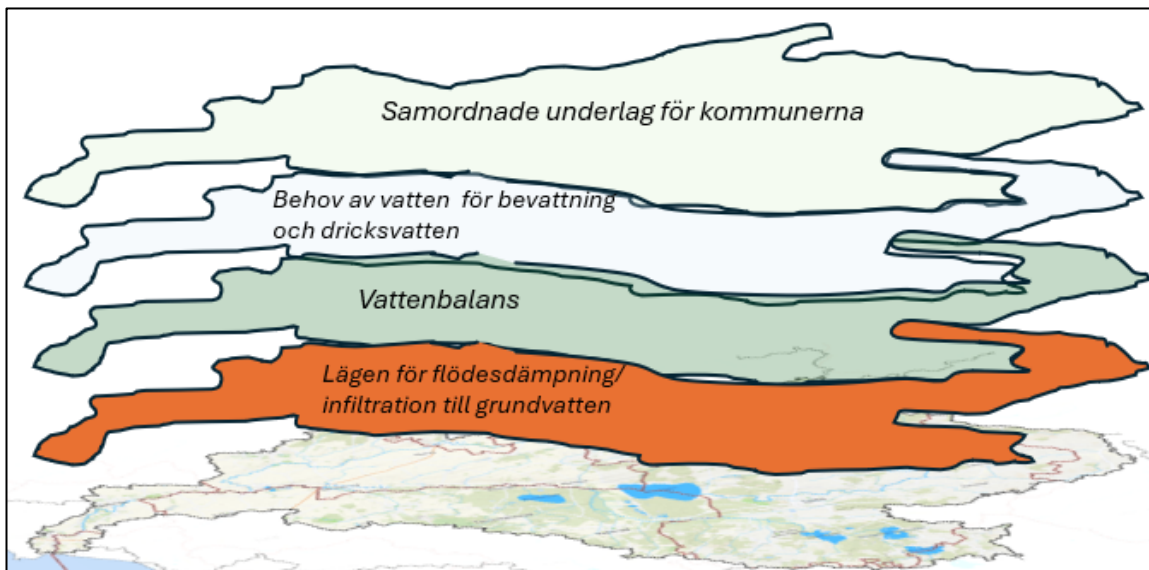 Samordnade underlag för kommunerna
Behov av vatten för bevattning
och dricksvatten
Vattenbalans
Lägen för flödesdämpning/
infiltration till grundvatten